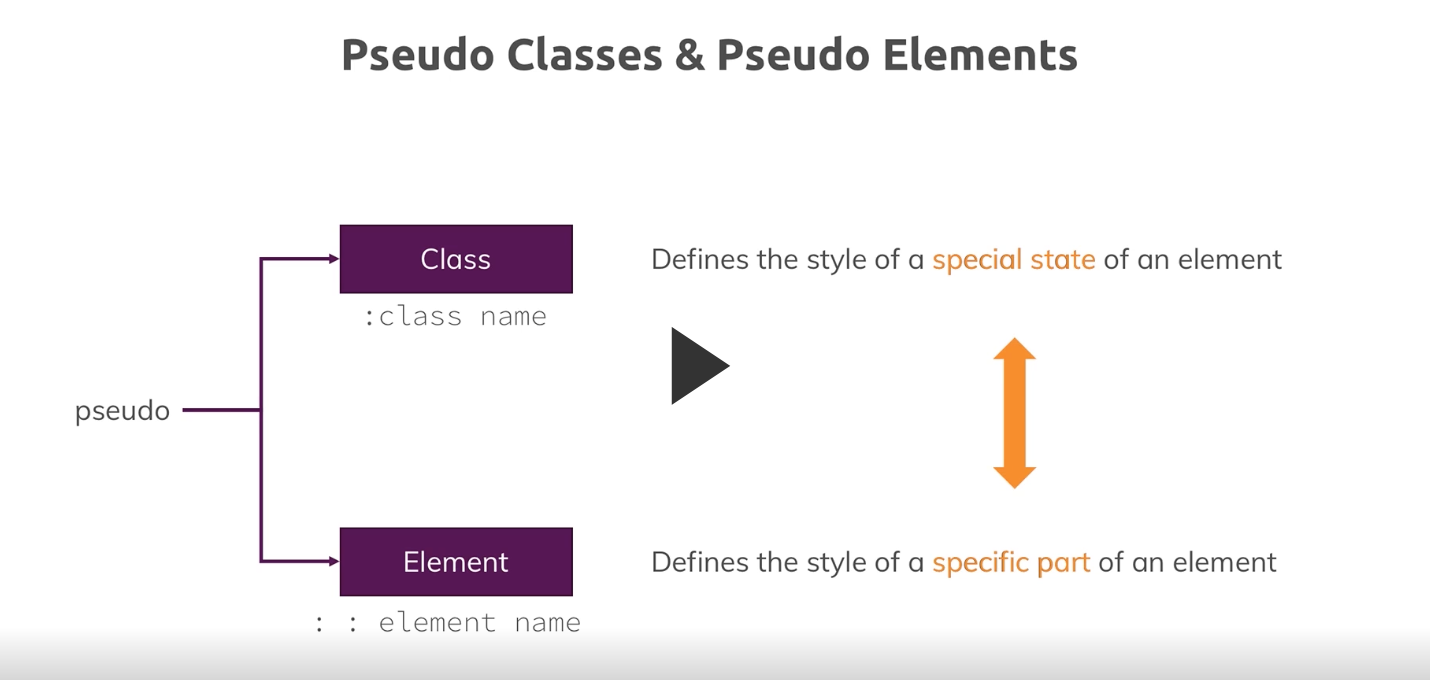 Pseudo Classes & Pseudo Elements
Class
Defines the style of a special state of an element
:class name
pseudo
Element
Defines the style of a specific part of an element
: : element name